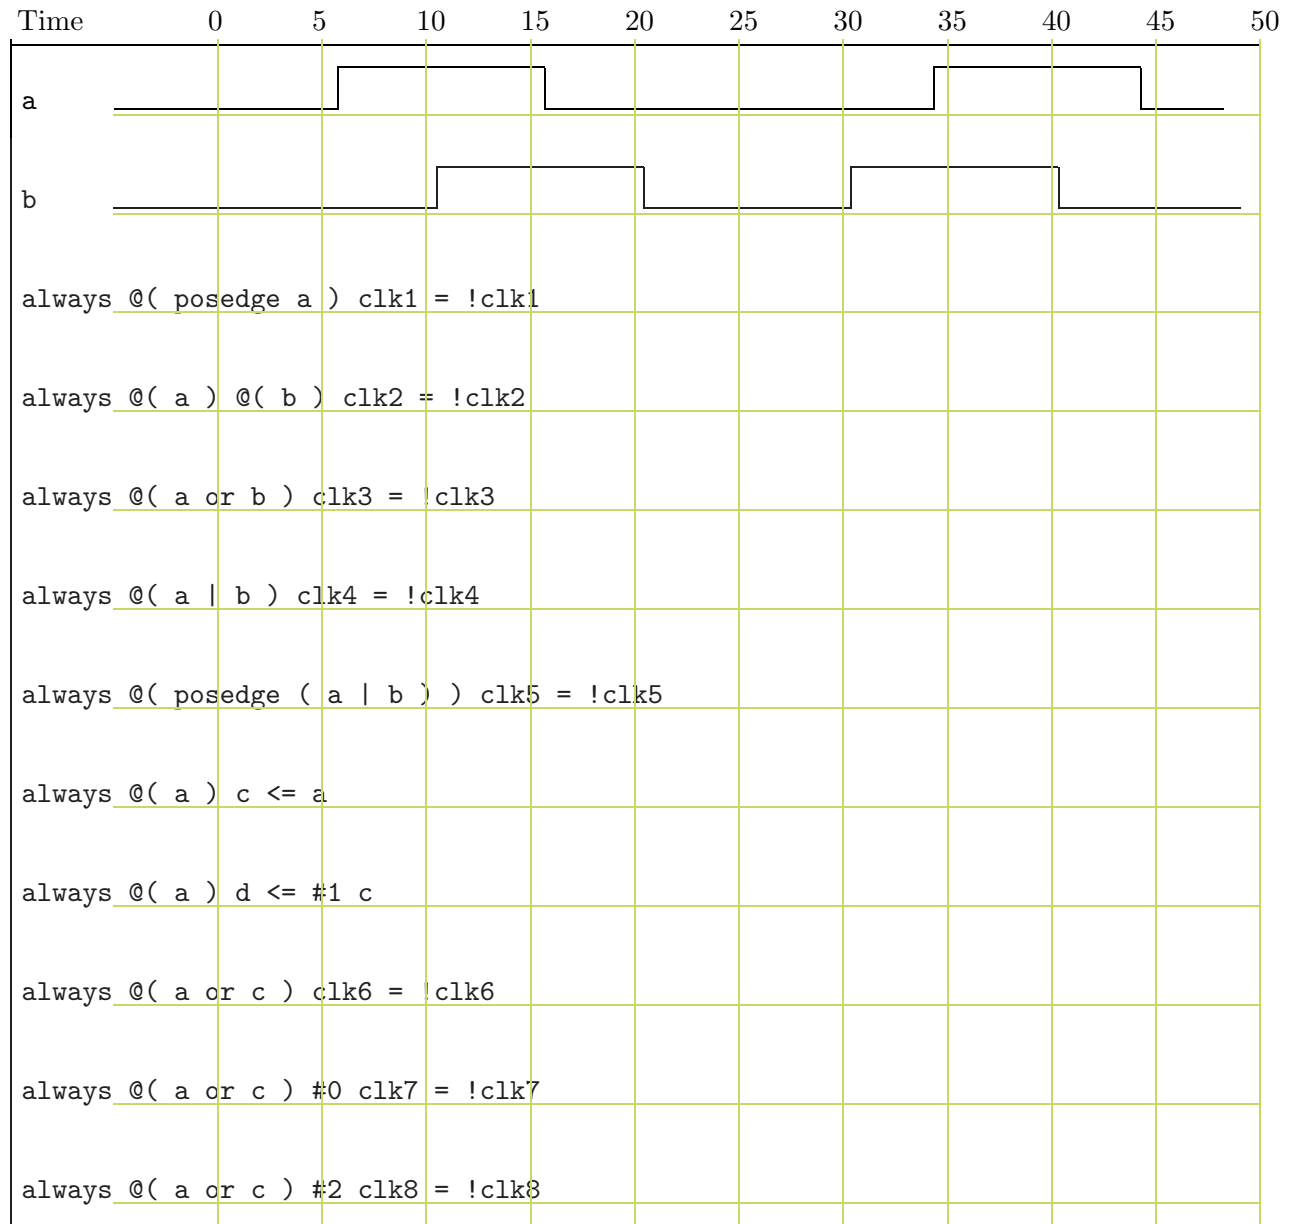 Time 0 5 10 15 20 25 30 35 40 45 50
a
b
always @( posedge a ) clk1 = !clk1
always @( a ) @( b ) clk2 = !clk2
always @( a or b ) clk3 = !clk3
always @( a | b ) clk4 = !clk4
always @( posedge ( a | b ) ) clk5 = !clk5
always @( a ) c <= a
always @( a ) d <= #1 c
always @( a or c ) clk6 = !clk6
always @( a or c ) #0 clk7 = !clk7
always @( a or c ) #2 clk8 = !clk8